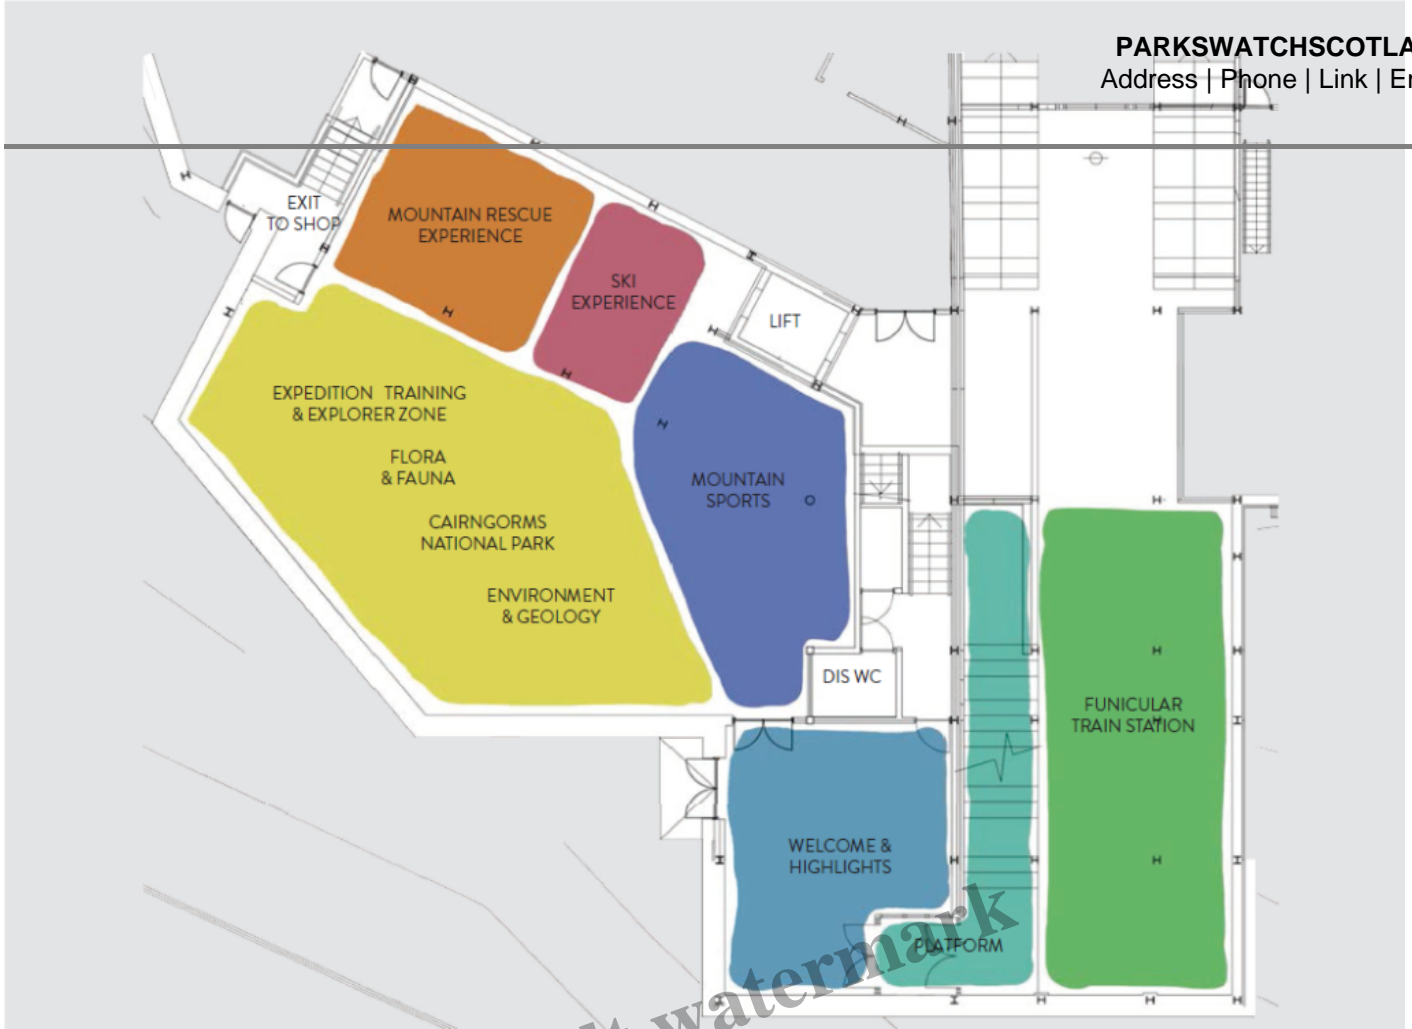 PARKSWATCHSCOTLA
Address | Phone | Link | Em
EXIT
TO SHOP
MOUNTAIN RESCUE
EXPERIENCE
SKI
EXPERIENCE
LIFT
EXPEDITION TRAINING
& EXPLORER ZONE
FLORA
& FAUNA
CAIRNGORMS
NATIONAL PARK
ENVIRONMENT
& GEOLOGY
MOUNTAIN
SPORTS
DIS WC
FUNICULAR
TRAIN STATION
WELCOME &
HIGHLIGHTS
PLATFORM
watermark